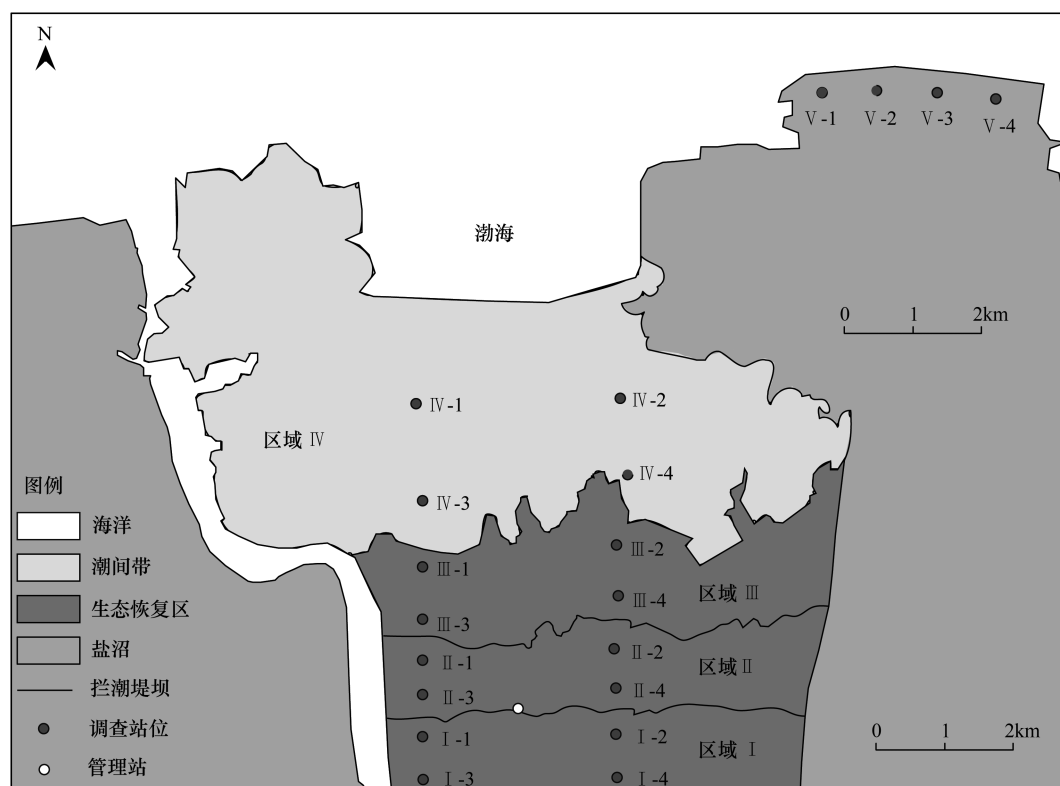 N
Ⅴ-1 Ⅴ-2 Ⅴ-3 Ⅴ-4
渤海
0 1 2km
Ⅳ-1 Ⅳ-2
区域 Ⅳ
Ⅳ-3 Ⅳ-4
图例
海洋
潮间带
生态恢复区
盐沼
拦潮堤坝
调查站位
管理站
Ⅲ-1 Ⅲ-2
区域 Ⅲ
Ⅲ-3 Ⅲ-4
Ⅱ-1 Ⅱ-2
区域 Ⅱ
Ⅱ-3 Ⅱ-4
Ⅰ-1 Ⅰ-2
区域 Ⅰ
Ⅰ-3 Ⅰ-4
0 1 2km